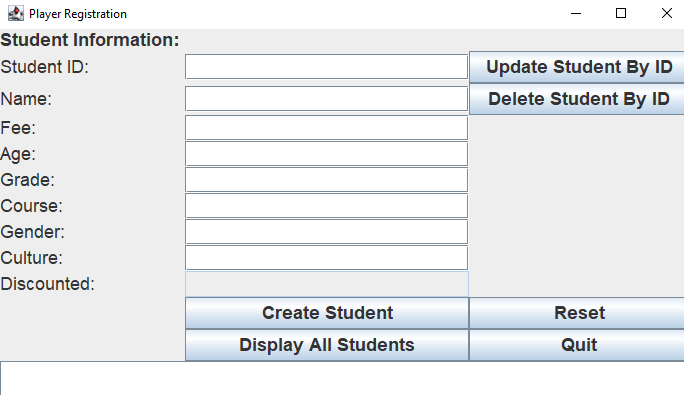 Player Registration
Student Information:
Student ID:
Update Student By ID
Name:
Delete Student By ID
Fee:
Age:
Grade:
Course:
Gender:
Culture:
Discounted:
Create Student
Reset
Display All Students
Quit